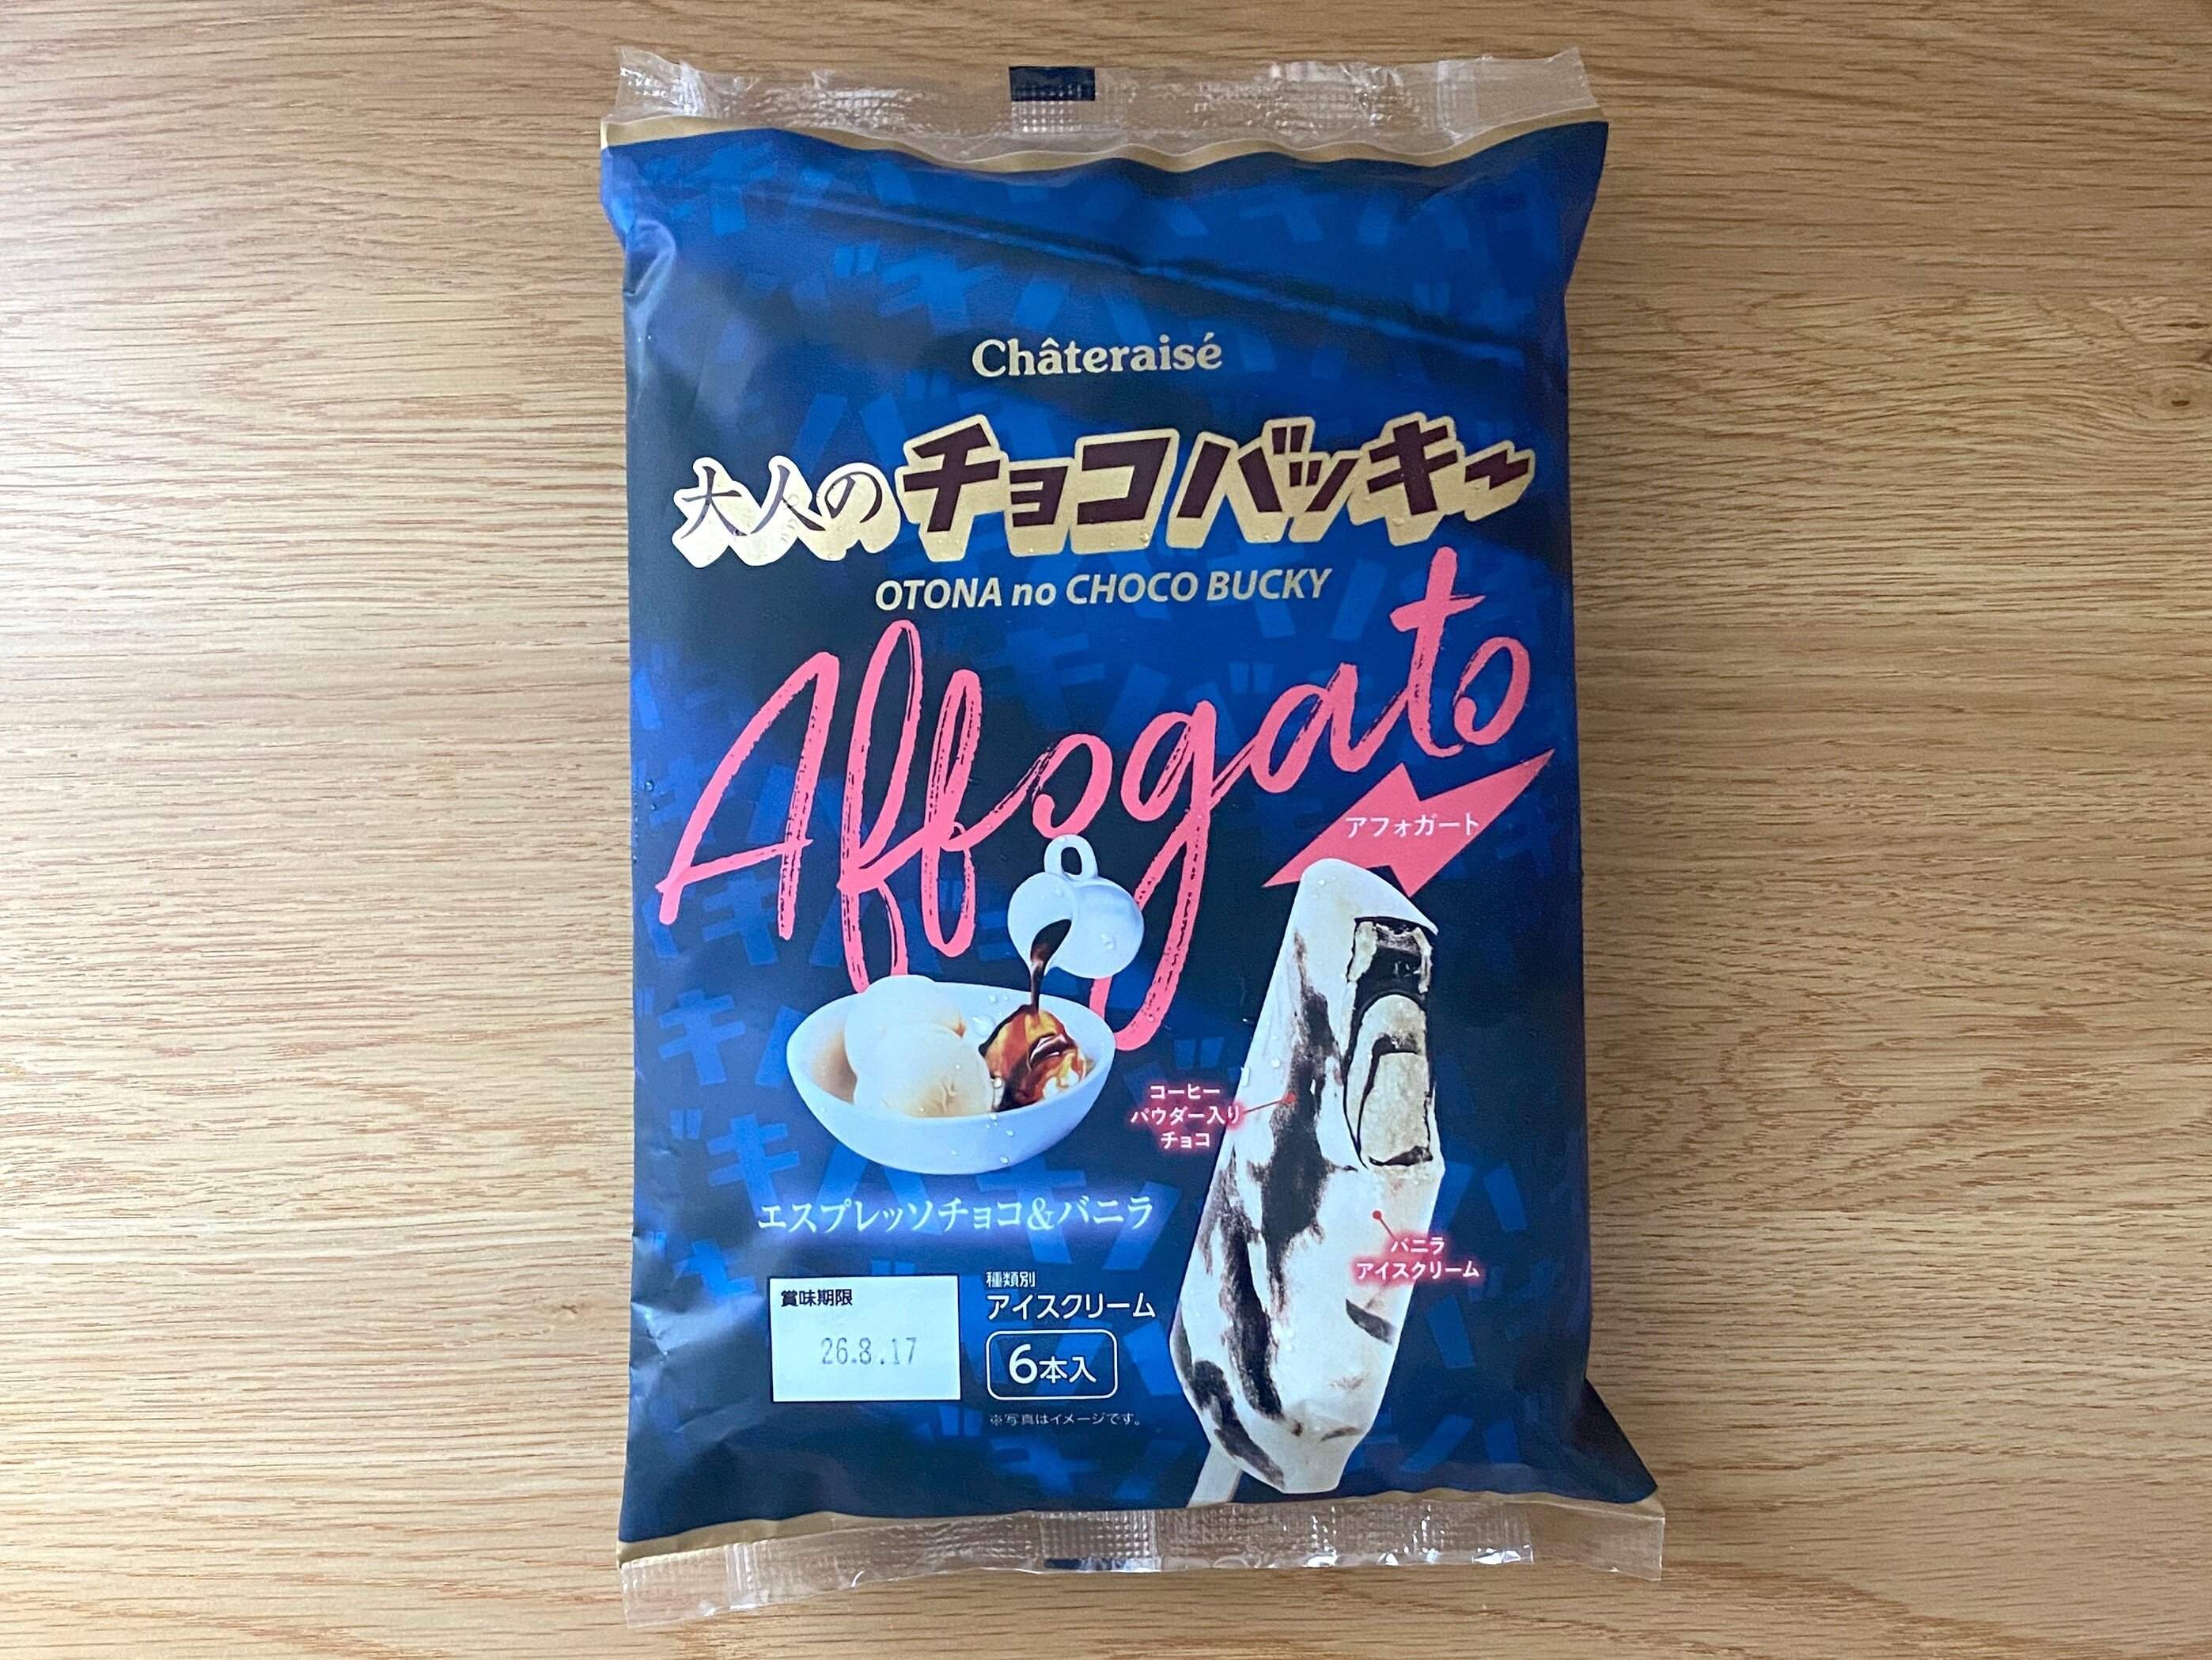 Châteraisé
大人のチョコバッキー
OTONA no CHOCO BUCKY
Affogato
アフォガート
コーヒー
パウダー入り
チョコ
エスプレッソチョコ&バニラ
バニラ
アイスクリーム
賞味期限
26.8.17
種類別
アイスクリーム
6本入
※写真はイメージです。